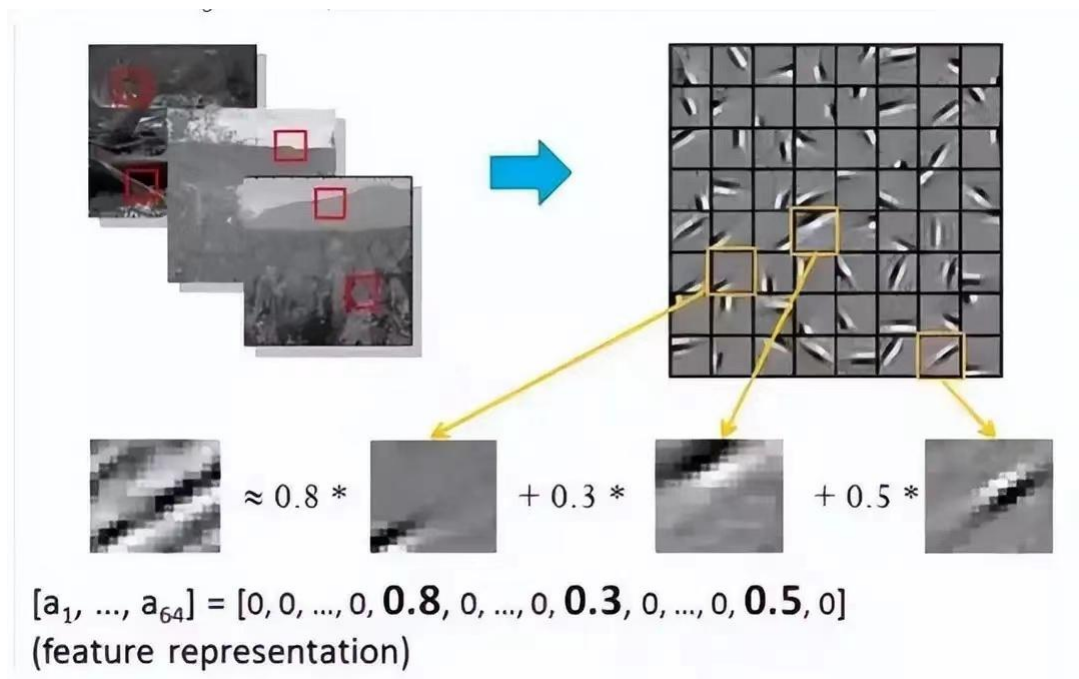 ≈ 0.8 * + 0.3 * + 0.5 *
[a₁, ..., a₆₄] = [0, 0, ..., 0, 0.8, 0, ..., 0, 0.3, 0, ..., 0, 0.5, 0]
(feature representation)